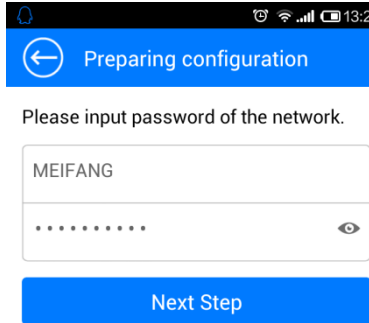 13:2
Preparing configuration
Please input password of the network.
MEIFANG
Next Step